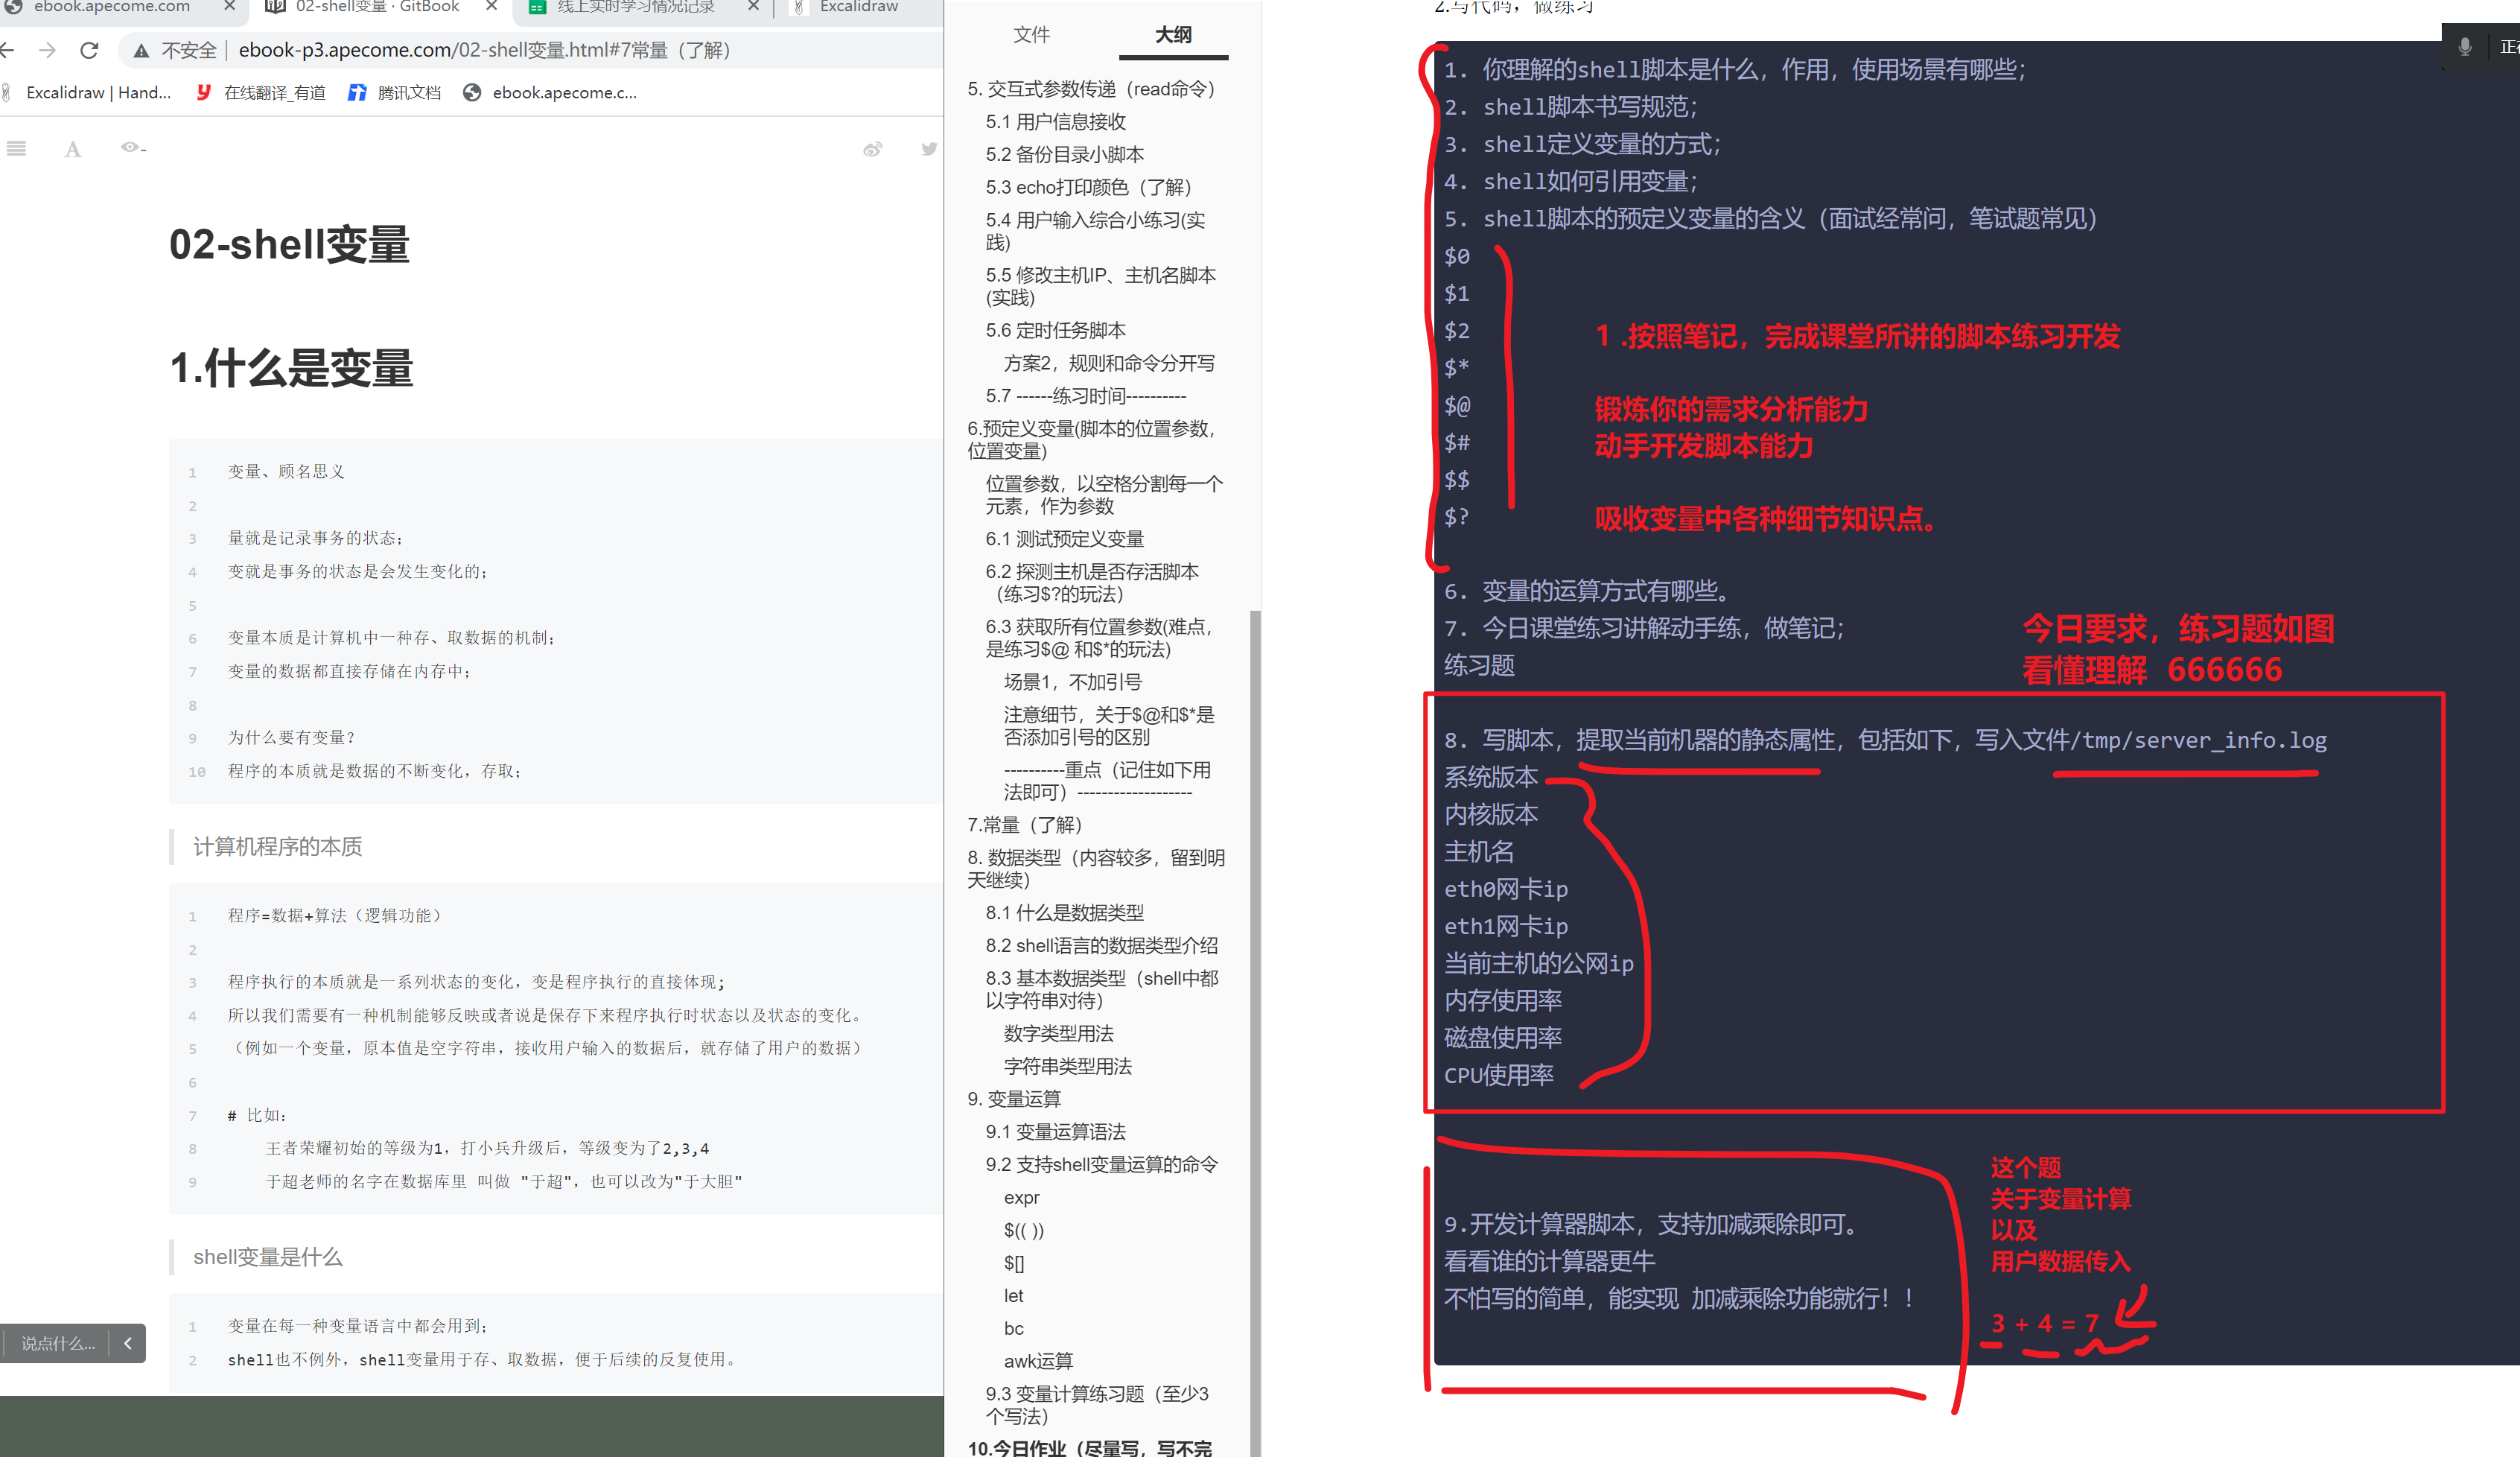 ebook.apecome.com
02-shell变量 · GitBook
线上实时学习情况记录
Excalidraw
不安全
ebook-p3.apecome.com/02-shell变量.html#7常量（了解）
Excalidraw | Hand...
在线翻译_有道
腾讯文档
ebook.apecome.c...
A
02-shell变量
1.什么是变量
1 变量、顾名思义
2
3 量就是记录事务的状态；
4 变就是事务的状态是会发生变化的；
5
6 变量本质是计算机中一种存、取数据的机制；
7 变量的数据都直接存储在内存中；
8
9 为什么要有变量？
10 程序的本质就是数据的不断变化，存取；
计算机程序的本质
1 程序=数据+算法（逻辑功能）
2
3 程序执行的本质就是一系列状态的变化，变是程序执行的直接体现；
4 所以我们需要有一种机制能够反映或者说是保存下来程序执行时状态以及状态的变化。
5 （例如一个变量，原本值是空字符串，接收用户输入的数据后，就存储了用户的数据）
6
7 # 比如：
8 王者荣耀初始的等级为1，打小兵升级后，等级变为了2,3,4
9 于超老师的名字在数据库里 叫做 "于超"，也可以改为"于大胆"
shell变量是什么
1 变量在每一种变量语言中都会用到；
2 shell也不例外，shell变量用于存、取数据，便于后续的反复使用。
说点什么...
文件
大纲
5. 交互式参数传递（read命令）
5.1 用户信息接收
5.2 备份目录小脚本
5.3 echo打印颜色（了解）
5.4 用户输入综合小练习(实
践)
5.5 修改主机IP、主机名脚本
(实践)
5.6 定时任务脚本
方案2，规则和命令分开写
5.7 ------练习时间----------
6.预定义变量(脚本的位置参数，
位置变量)
位置参数，以空格分割每一个
元素，作为参数
6.1 测试预定义变量
6.2 探测主机是否存活脚本
（练习$?的玩法）
6.3 获取所有位置参数(难点，
是练习$@ 和$*的玩法)
场景1，不加引号
注意细节，关于$@和$*是
否添加引号的区别
----------重点（记住如下用
法即可）-------------------
7.常量（了解）
8. 数据类型（内容较多，留到明
天继续）
8.1 什么是数据类型
8.2 shell语言的数据类型介绍
8.3 基本数据类型（shell中都
以字符串对待）
数字类型用法
字符串类型用法
9. 变量运算
9.1 变量运算语法
9.2 支持shell变量运算的命令
expr
$(( ))
$[]
let
bc
awk运算
9.3 变量计算练习题（至少3
个写法）
10.今日作业（尽量写，写不完
2.写代码，做练习
1. 你理解的shell脚本是什么，作用，使用场景有哪些；
2. shell脚本书写规范；
3. shell定义变量的方式；
4. shell如何引用变量；
5. shell脚本的预定义变量的含义（面试经常问，笔试题常见）
$0
$1
$2
$*
$@
$#
$$
$?
1 .按照笔记，完成课堂所讲的脚本练习开发
锻炼你的需求分析能力
动手开发脚本能力
吸收变量中各种细节知识点。
6. 变量的运算方式有哪些。
7. 今日课堂练习讲解动手练，做笔记；
练习题
今日要求，练习题如图
看懂理解 666666
8. 写脚本，提取当前机器的静态属性，包括如下，写入文件/tmp/server_info.log
系统版本
内核版本
主机名
eth0网卡ip
eth1网卡ip
当前主机的公网ip
内存使用率
磁盘使用率
CPU使用率
9.开发计算器脚本，支持加减乘除即可。
看看谁的计算器更牛
不怕写的简单，能实现 加减乘除功能就行！！
这个题
关于变量计算
以及
用户数据传入
3 + 4 = 7